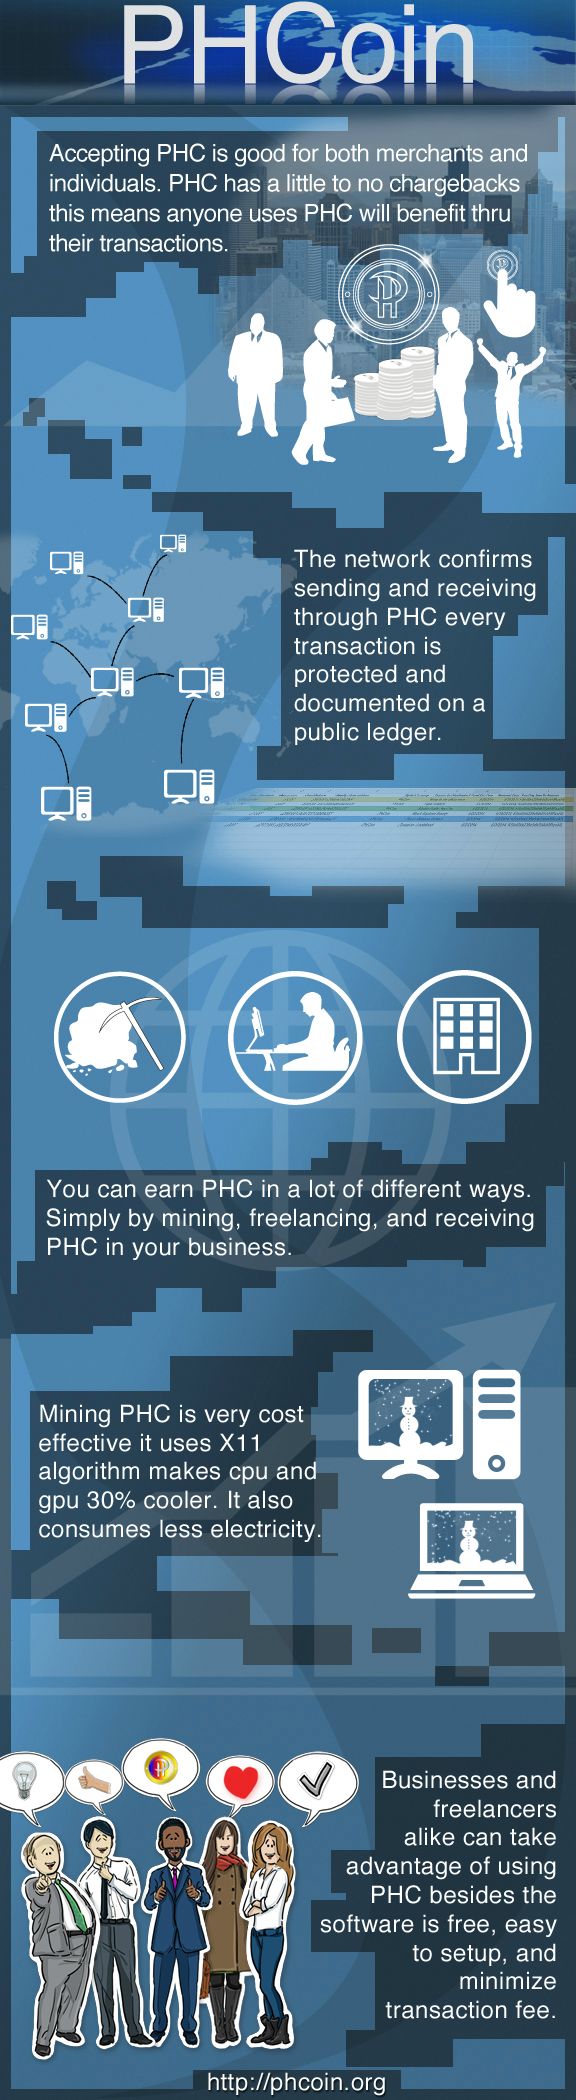 PHCoin
Accepting PHC is good for both merchants and
individuals. PHC has a little to no chargebacks
this means anyone uses PHC will benefit thru
their transactions.
The network confirms
sending and receiving
through PHC every
transaction is
protected and
documented on a
public ledger.
You can earn PHC in a lot of different ways.
Simply by mining, freelancing, and receiving
PHC in your business.
Mining PHC is very cost
effective it uses X11
algorithm makes cpu and
gpu 30% cooler. It also
consumes less electricity.
Businesses and
freelancers
alike can take
advantage of using
PHC besides the
software is free, easy
to setup, and
minimize
transaction fee.
http://phcoin.org